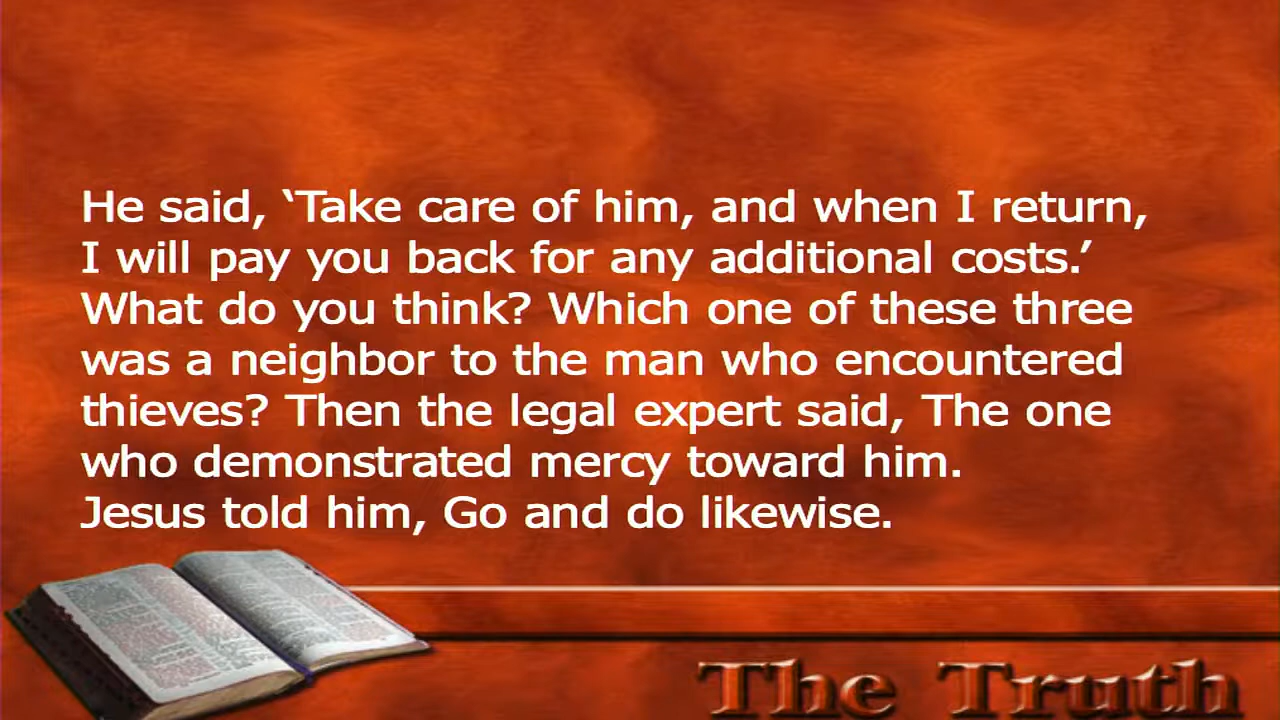 He said, ‘Take care of him, and when I return,
I will pay you back for any additional costs.’
What do you think? Which one of these three
was a neighbor to the man who encountered
thieves? Then the legal expert said, The one
who demonstrated mercy toward him.
Jesus told him, Go and do likewise.
The Truth